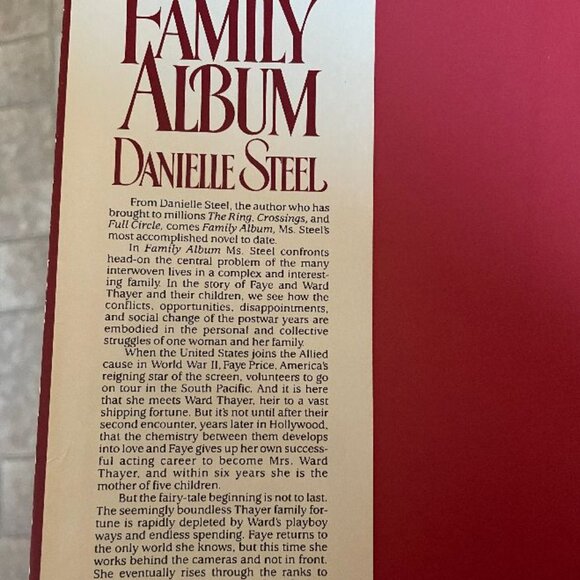 FAMILY
ALBUM
DANIELLE STEEL
From Danielle Steel, the author who has
brought to millions The Ring, Crossings, and
Full Circle, comes Family Album, Ms. Steel's
most accomplished novel to date.
In Family Album Ms. Steel confronts
head-on the central problem of the many
interwoven lives in a complex and interest-
ing family. In the story of Faye and Ward
Thayer and their children, we see how the
conflicts, opportunities, disappointments,
and social change of the postwar years are
embodied in the personal and collective
struggles of one woman and her family.
When the United States joins the Allied
cause in World War II, Faye Price, America's
reigning star of the screen, volunteers to go
on tour in the South Pacific. And it is here
that she meets Ward Thayer, heir to a vast
shipping fortune. But it's not until after their
second encounter, years later in Hollywood,
that the chemistry between them develops
into love and Faye gives up her own success-
ful acting career to become Mrs. Ward
Thayer, and within six years she is the
mother of five children.
But the fairy-tale beginning is not to last.
The seemingly boundless Thayer family for-
tune is rapidly depleted by Ward's playboy
ways and endless spending. Faye returns to
the only world she knows, but this time she
works behind the cameras and not in front.
She eventually rises through the ranks to